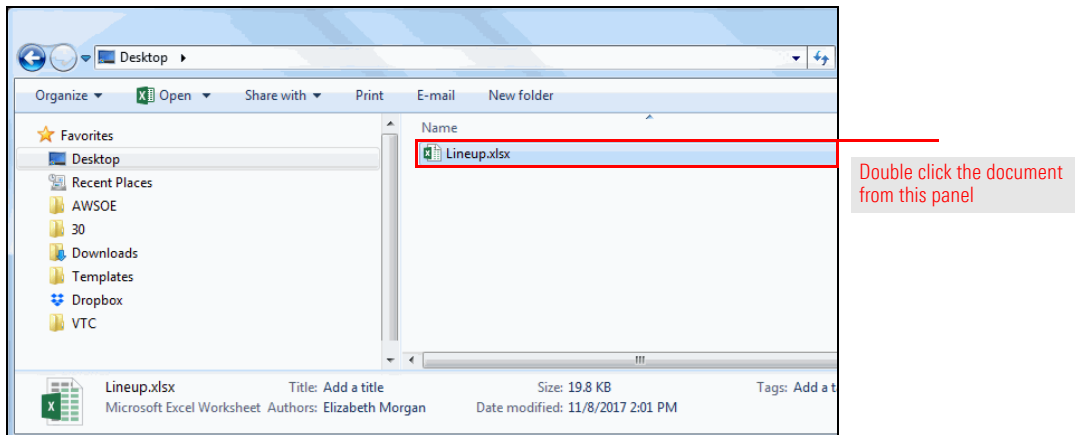 Desktop
Organize Open Share with Print E-mail New folder
Favorites
Desktop
Recent Places
AWSOE
30
Downloads
Templates
Dropbox
VTC
Name
Lineup.xlsx
Double click the document
from this panel
Lineup.xlsx Title: Add a title Size: 19.8 KB Tags: Add a t
Microsoft Excel Worksheet Authors: Elizabeth Morgan Date modified: 11/8/2017 2:01 PM